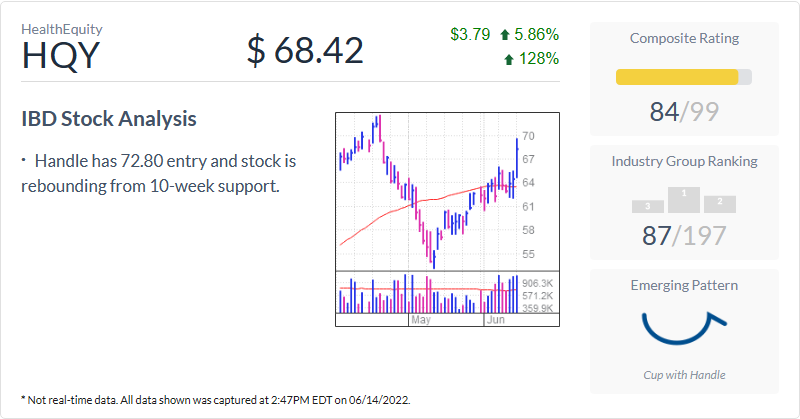 HealthEquity
HQY
$ 68.42
$3.79 5.86%
128%
IBD Stock Analysis
· Handle has 72.80 entry and stock is
rebounding from 10-week support.
70
67
64
61
58
55
906.3K
571.2K
359.9K
May Jun
Composite Rating
84/99
Industry Group Ranking
3 1 2
87/197
Emerging Pattern
Cup with Handle
* Not real-time data. All data shown was captured at 2:47PM EDT on 06/14/2022.